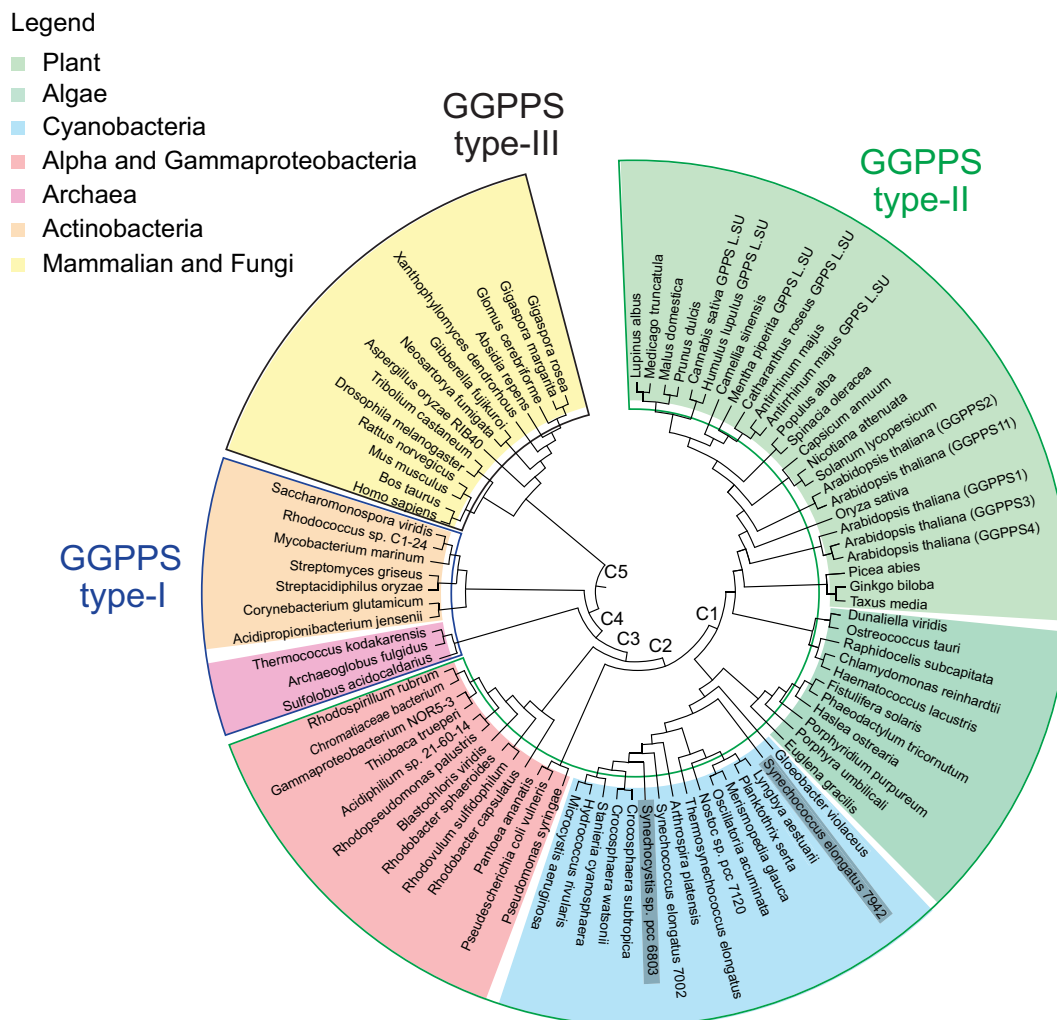 Legend
Plant
Algae
Cyanobacteria
Alpha and Gammaproteobacteria
Archaea
Actinobacteria
Mammalian and Fungi
GGPPS
type-III
GGPPS
type-II
GGPPS
type-I
Lupinus albus
Medicago truncatula
Malus domestica
Prunus dulcis
Cannabis sativa GPPS L.SU
Humulus lupulus GPPS L.SU
Camellia sinensis
Mentha piperita GPPS L.SU
Catharanthus roseus GPPS L.SU
Antirrhinum majus
Antirrhinum majus GPPS L.SU
Populus alba
Spinacia oleracea
Capsicum annuum
Nicotiana attenuata
Solanum lycopersicum
Arabidopsis thaliana (GGPPS2)
Arabidopsis thaliana (GGPPS11)
Oryza sativa
Arabidopsis thaliana (GGPPS1)
Arabidopsis thaliana (GGPPS3)
Arabidopsis thaliana (GGPPS4)
Picea abies
Ginkgo biloba
Taxus media
Dunaliella viridis
Ostreococcus tauri
Raphidocelis subcapitata
Chlamydomonas reinhardtii
Haematococcus lacustris
Fistulifera solaris
Phaeodactylum tricornutum
Haslea ostrearia
Porphyridium purpureum
Porphyra umbilicali
Euglena gracilis
Gloeobacter violaceus
Synechococcus elongatus 7942
Lyngbya aestuarii
Planktothrix serta
Merismopedia glauca
Oscillatoria acuminata
Nostoc sp. pcc 7120
Thermosynechococcus elongatus
Arthrospira platensis
Synechococcus elongatus 7002
Synechocystis sp. pcc 6803
Crocosphaera subtropica
Crocosphaera watsonii
Stanieria cyanosphaera
Hydrococcus rivularis
Microcystis aeruginosa
Pseudomonas syringae
Pseudescherichia coli vulneris
Pantoea ananatis
Rhodobacter capsulatus
Rhodovulum sulfidophilum
Rhodobacter sphaeroides
Blastochloris viridis
Rhodopseudomonas palustris
Acidiphilium sp. 21-60-14
Thiobaca trueperi
Gammaproteobacterium NOR5-3
Chromatiaceae bacterium
Rhodospirillum rubrum
Sulfolobus acidocaldarius
Archaeoglobus fulgidus
Thermococcus kodakarensis
Acidipropionibacterium jensenii
Corynebacterium glutamicum
Streptacidiphilus oryzae
Streptomyces griseus
Mycobacterium marinum
Rhodococcus sp. C1-24
Saccharomonospora viridis
Homo sapiens
Bos taurus
Mus musculus
Rattus norvegicus
Drosophila melanogaster
Tribolium castaneum
Aspergillus oryzae RIB40
Neosartorya fumigata
Gibberella fujikuroi
Xanthophyllomyces dendrorhous
Absidia repens
Glomus cerebriforme
Gigaspora margarita
Gigaspora rosea
C5
C4
C3
C2
C1